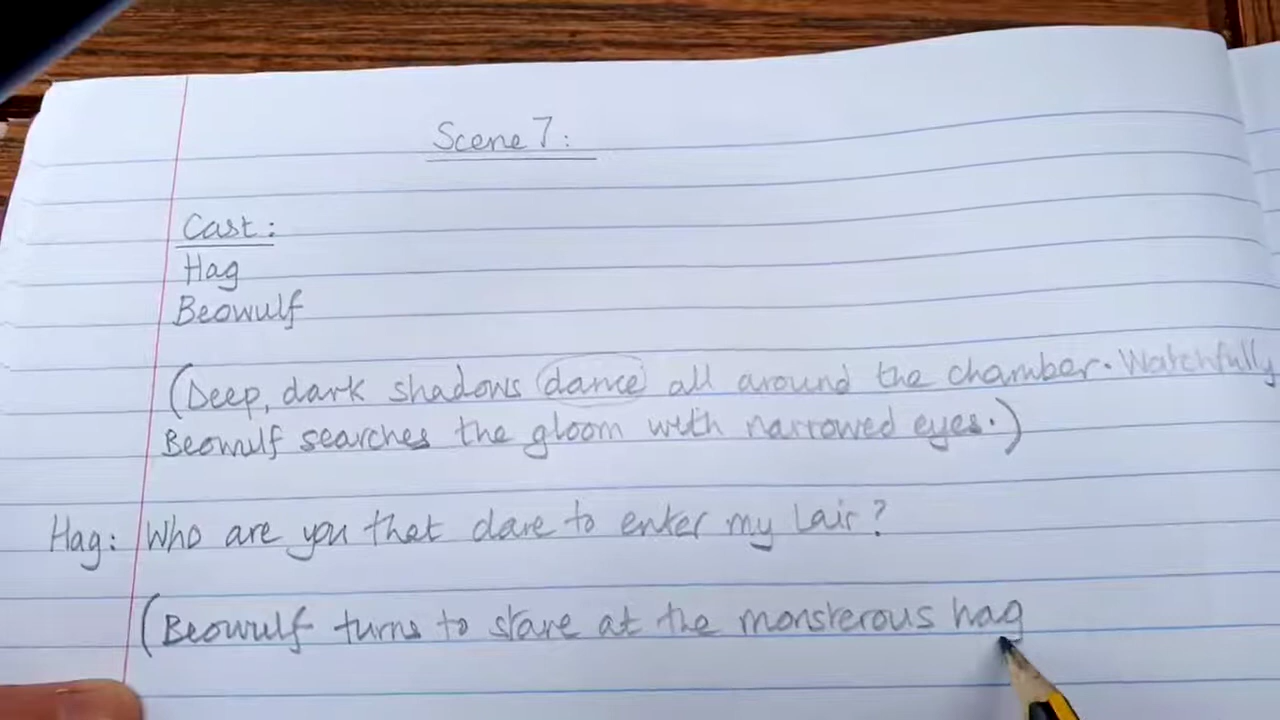 Scene 7:
Cast:
Hag
Beowulf
(Deep, dark shadows dance all around the chamber. Watchfully
Beowulf searches the gloom with narrowed eyes.)
Hag: Who are you that dare to enter my lair?
(Beowulf turns to stare at the monsterous hag